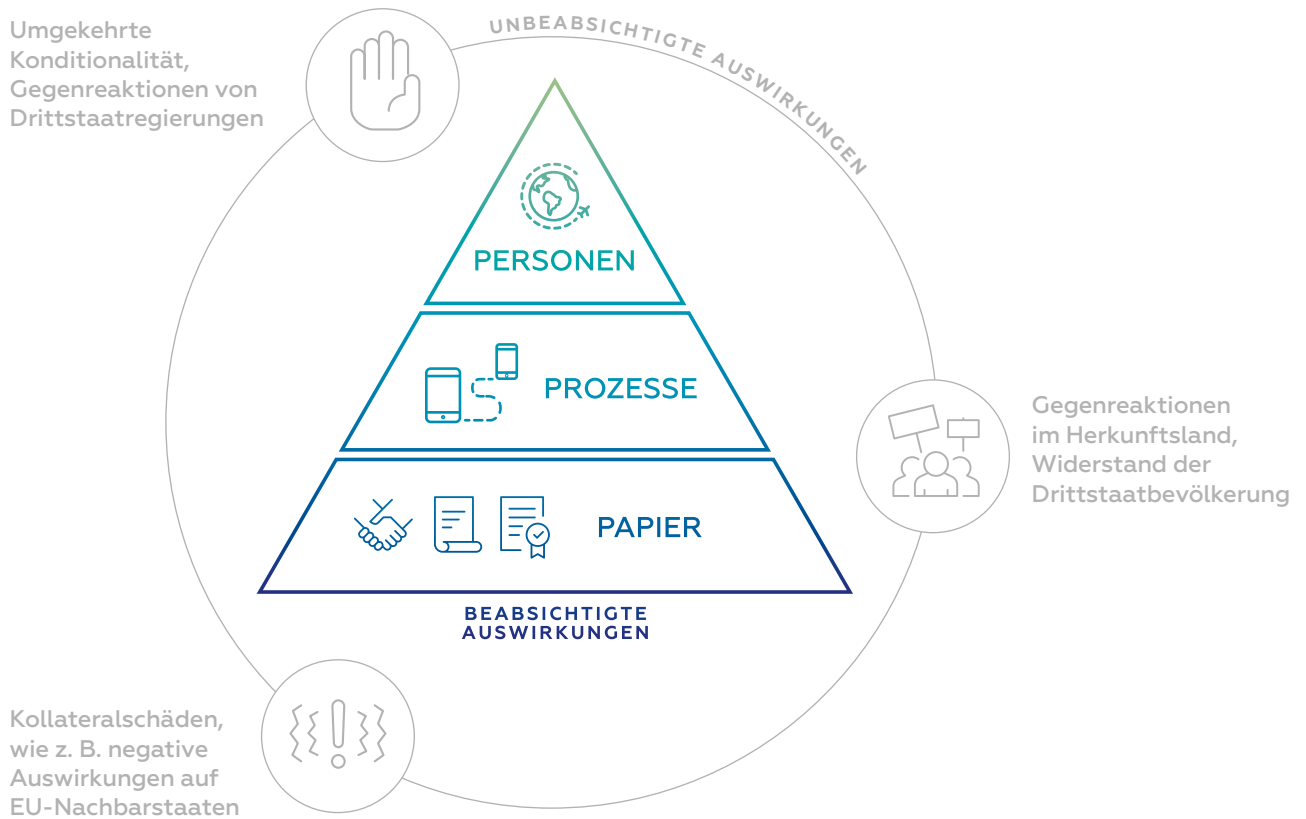 Umgekehrte
Konditionalität,
Gegenreaktionen von
Drittstaatregierungen
UNBEABSICHTIGTE AUSWIRKUNGEN
PERSONEN
PROZESSE
PAPIER
BEABSICHTIGTE
AUSWIRKUNGEN
Gegenreaktionen
im Herkunftsland,
Widerstand der
Drittstaatbevölkerung
Kollateralschäden,
wie z. B. negative
Auswirkungen auf
EU-Nachbarstaaten